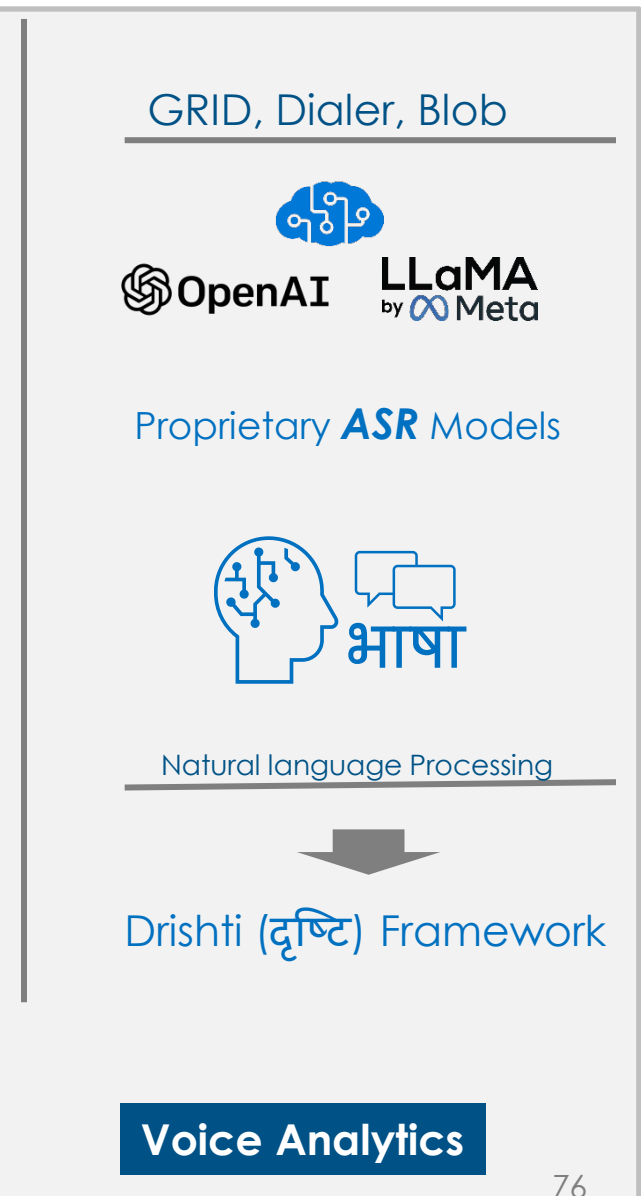 GRID, Dialer, Blob
OpenAI
LLaMA
by Meta
Proprietary ASR Models
भाषा
Natural language Processing
Drishti (दृष्टि) Framework
Voice Analytics
76